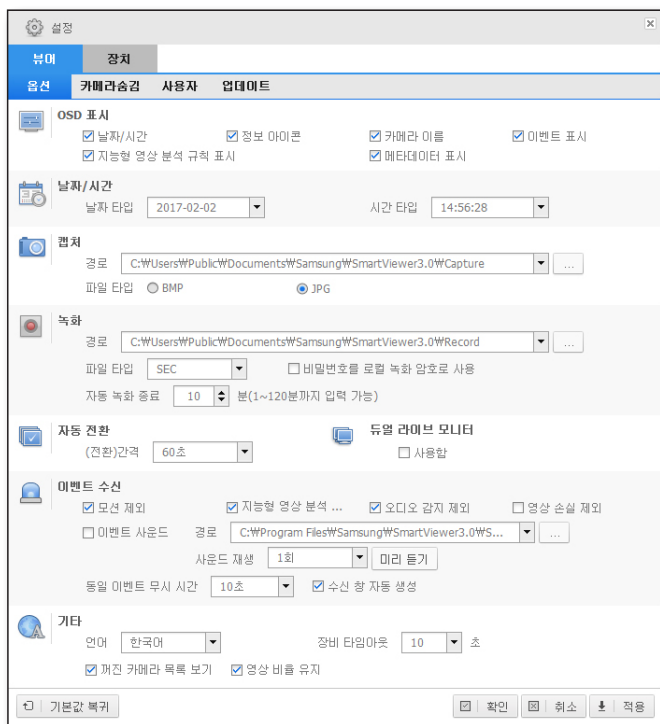 설정
뷰어 장치
옵션 카메라숨김 사용자 업데이트
OSD 표시
날짜/시간 정보 아이콘 카메라 이름 이벤트 표시
지능형 영상 분석 규칙 표시 메타데이터 표시
날짜/시간
날짜 타입 2017-02-02 시간 타입 14:56:28
캡처
경로 C:₩Users₩Public₩Documents₩Samsung₩SmartViewer3.0₩Capture ...
파일 타입 BMP JPG
녹화
경로 C:₩Users₩Public₩Documents₩Samsung₩SmartViewer3.0₩Record ...
파일 타입 SEC 비밀번호를 로컬 녹화 암호로 사용
자동 녹화 종료 10 분(1~120분까지 입력 가능)
자동 전환 듀얼 라이브 모니터
(전환)간격 60초 사용함
이벤트 수신
모션 제외 지능형 영상 분석 ... 오디오 감지 제외 영상 손실 제외
이벤트 사운드 경로 C:₩Program Files₩Samsung₩SmartViewer3.0₩S... ...
사운드 재생 1회 미리 듣기
동일 이벤트 무시 시간 10초 수신 창 자동 생성
기타
언어 한국어 장비 타임아웃 10 초
꺼진 카메라 목록 보기 영상 비율 유지
기본값 복귀 확인 취소 적용